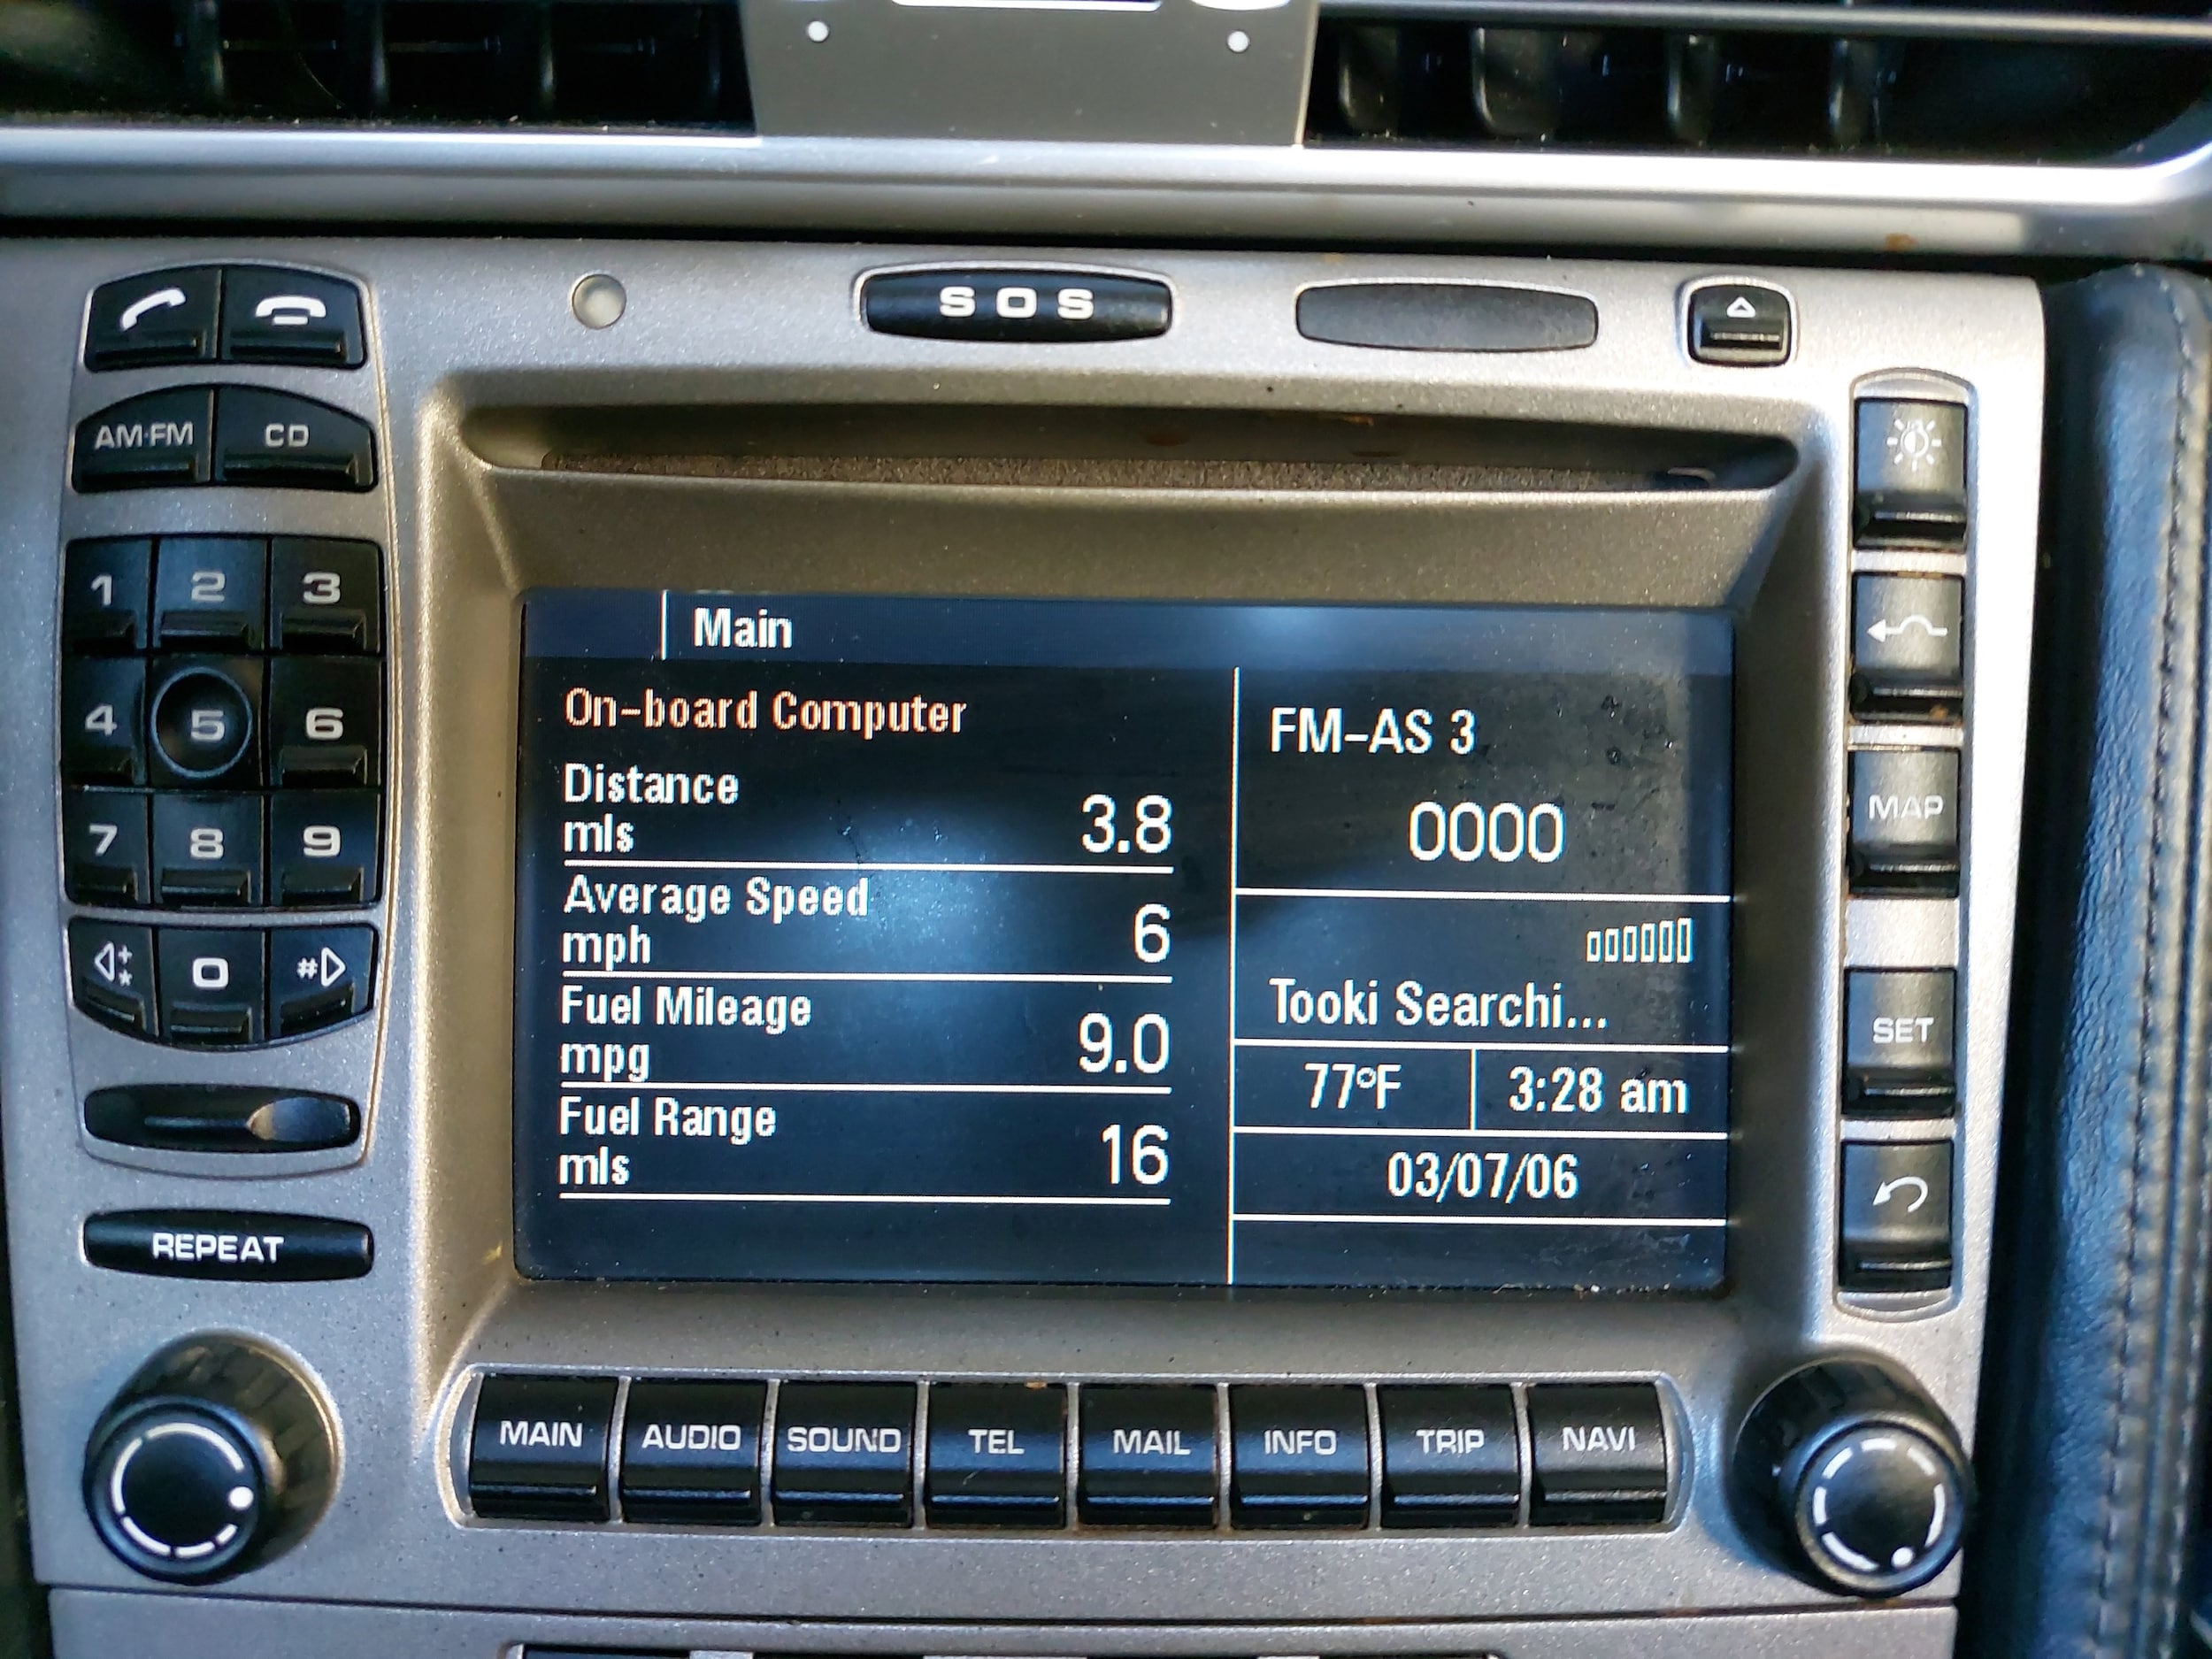 SOS
AM·FM CD
1 2 3
4 5 6
7 8 9
+
* 0 #
REPEAT
Main
On-board Computer
Distance
mls 3.8
Average Speed
mph 6
Fuel Mileage
mpg 9.0
Fuel Range
mls 16
FM-AS 3
0000
Tooki Searchi...
77°F 3:28 am
03/07/06
MAP
SET
MAIN AUDIO SOUND TEL MAIL INFO TRIP NAVI